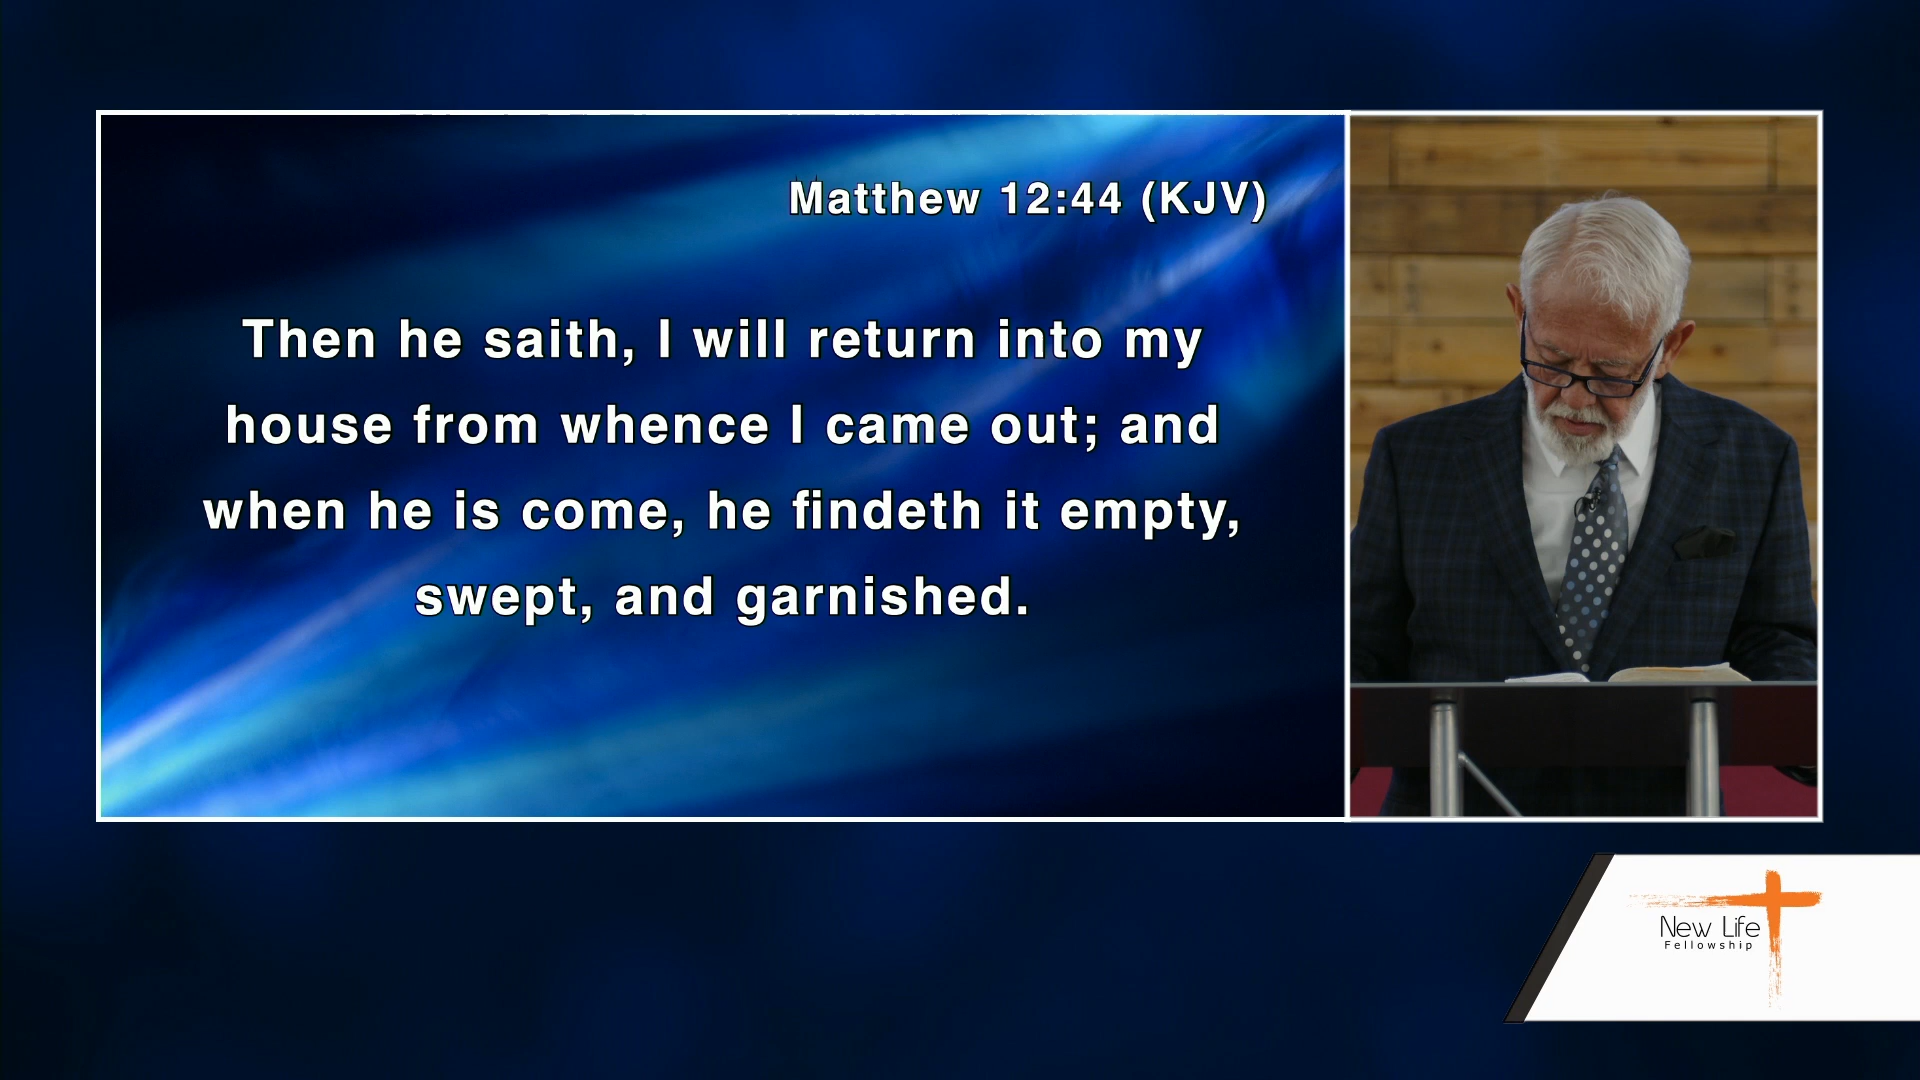 Matthew 12:44 (KJV)
Then he saith, I will return into my
house from whence I came out; and
when he is come, he findeth it empty,
swept, and garnished.
New Life
Fellowship